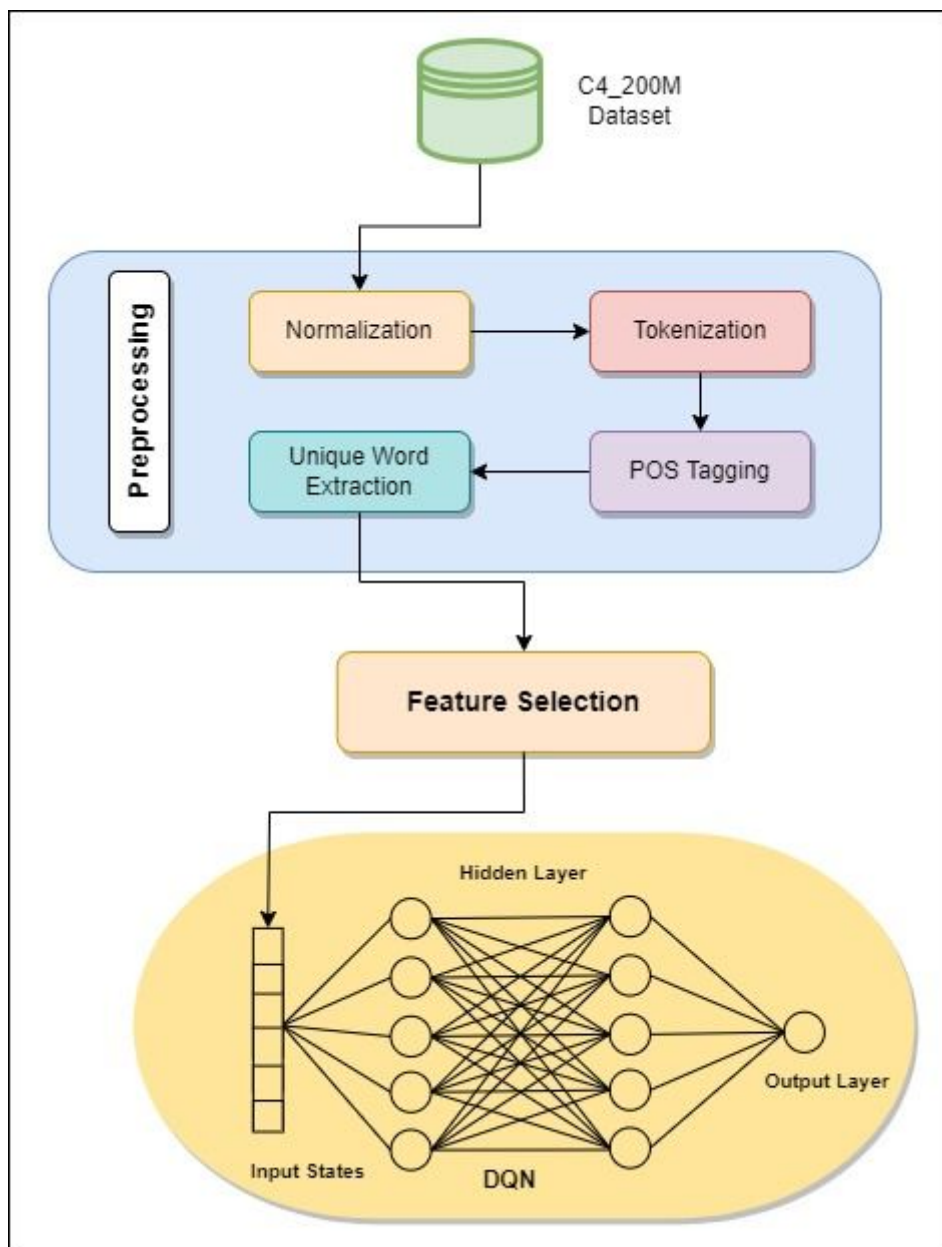 C4_200M
Dataset
Preprocessing
Normalization
Tokenization
Unique Word
Extraction
POS Tagging
Feature Selection
Hidden Layer
Output Layer
Input States
DQN